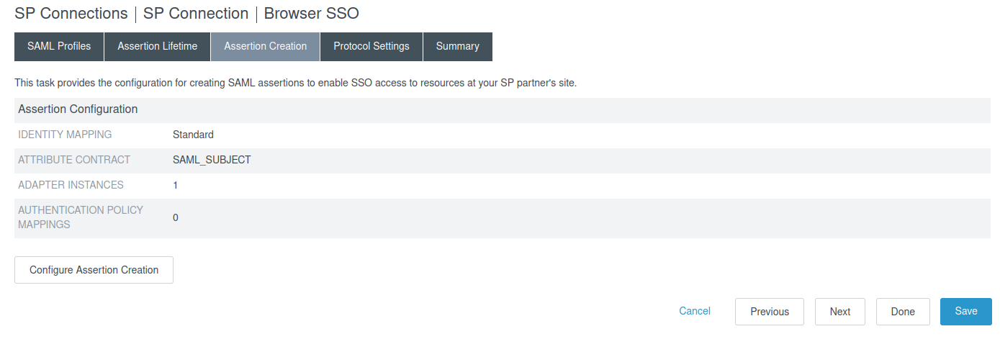 SP Connections | SP Connection | Browser SSO
SAML Profiles Assertion Lifetime Assertion Creation Protocol Settings Summary
This task provides the configuration for creating SAML assertions to enable SSO access to resources at your SP partner's site.
Assertion Configuration
IDENTITY MAPPING Standard
ATTRIBUTE CONTRACT SAML_SUBJECT
ADAPTER INSTANCES 1
AUTHENTICATION POLICY
MAPPINGS 0
Configure Assertion Creation
Cancel Previous Next Done Save